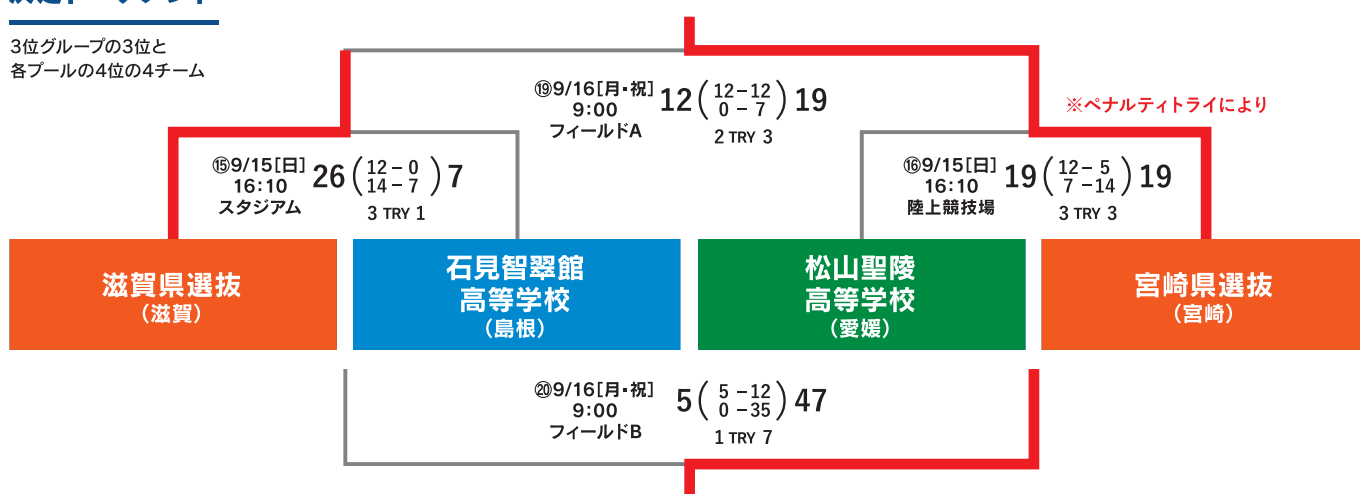 3位グループの3位と
各プールの4位の4チーム
⑲9/16[月・祝]
9:00
フィールドA
12 ( 12 – 12
0 – 7 ) 19
2 TRY 3
※ペナルティトライにより
⑮9/15[日]
16:10
スタジアム
26 ( 12 – 0
14 – 7 ) 7
3 TRY 1
⑯9/15[日]
16:10
陸上競技場
19 ( 12 – 5
7 – 14 ) 19
3 TRY 3
滋賀県選抜
(滋賀)
石見智翠館
高等学校
(島根)
松山聖陵
高等学校
(愛媛)
宮崎県選抜
(宮崎)
⑳9/16[月・祝]
9:00
フィールドB
5 ( 5 – 12
0 – 35 ) 47
1 TRY 7